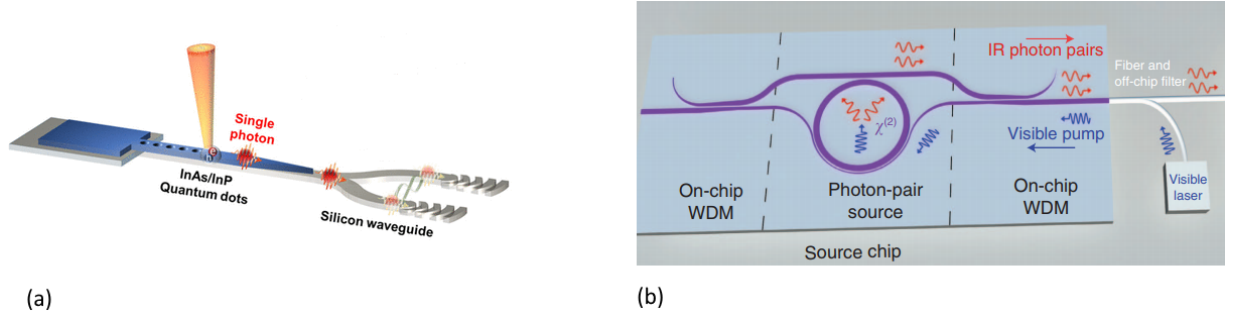 Single
photon
InAs/InP
Quantum dots
Silicon waveguide
(a)
IR photon pairs
Fiber and
off-chip filter
χ(2)
Visible pump
Visible
laser
On-chip
WDM
Photon-pair
source
On-chip
WDM
Source chip
(b)